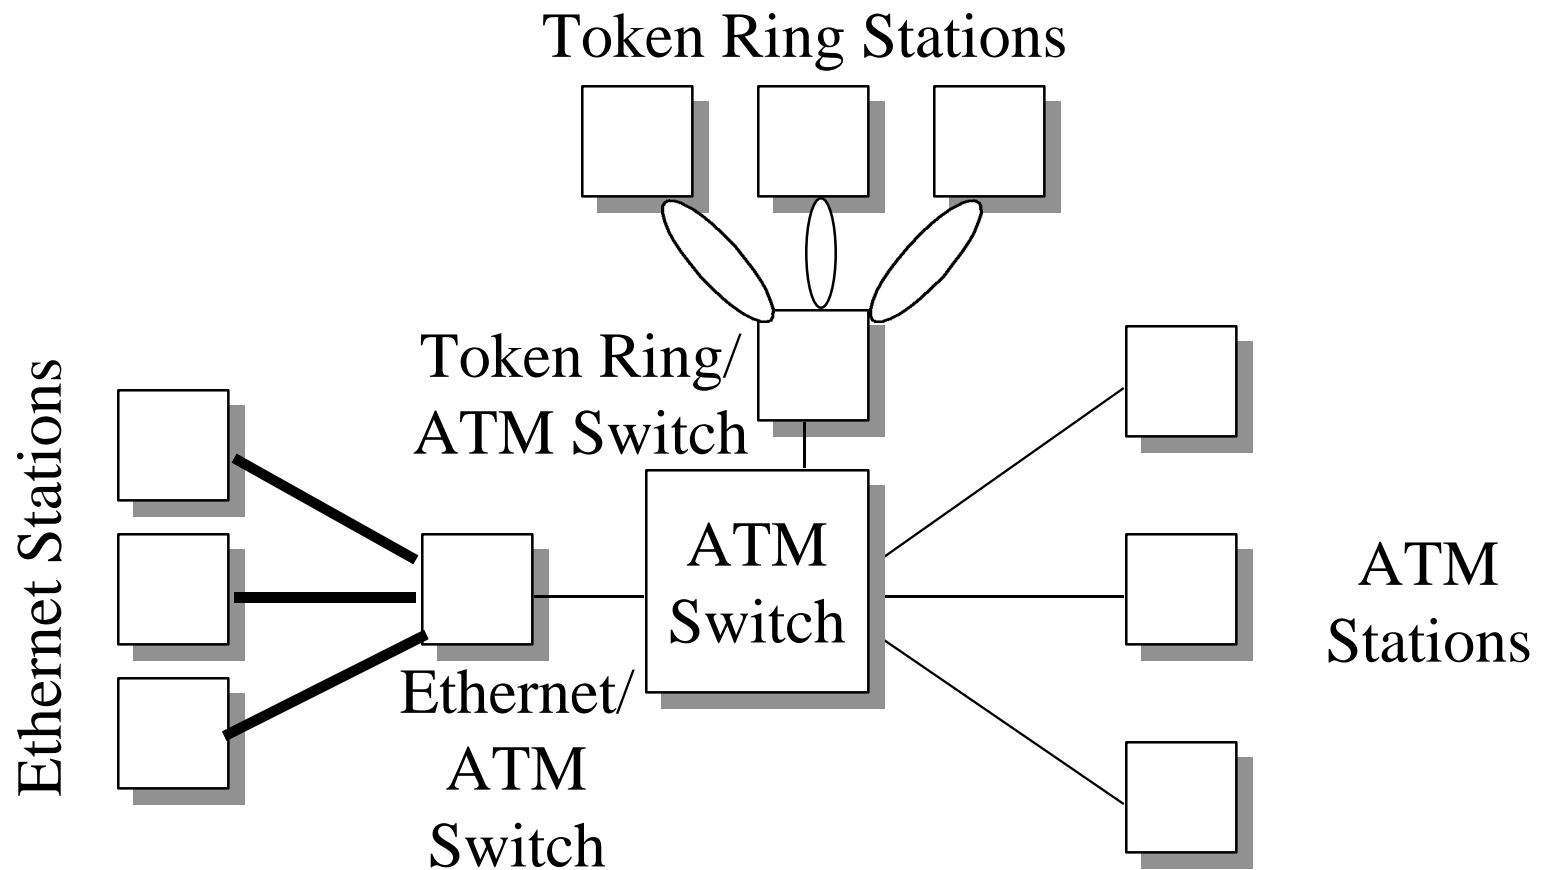 Token Ring Stations
Token Ring/
ATM Switch
Ethernet Stations
ATM
Switch
ATM
Stations
Ethernet/
ATM
Switch